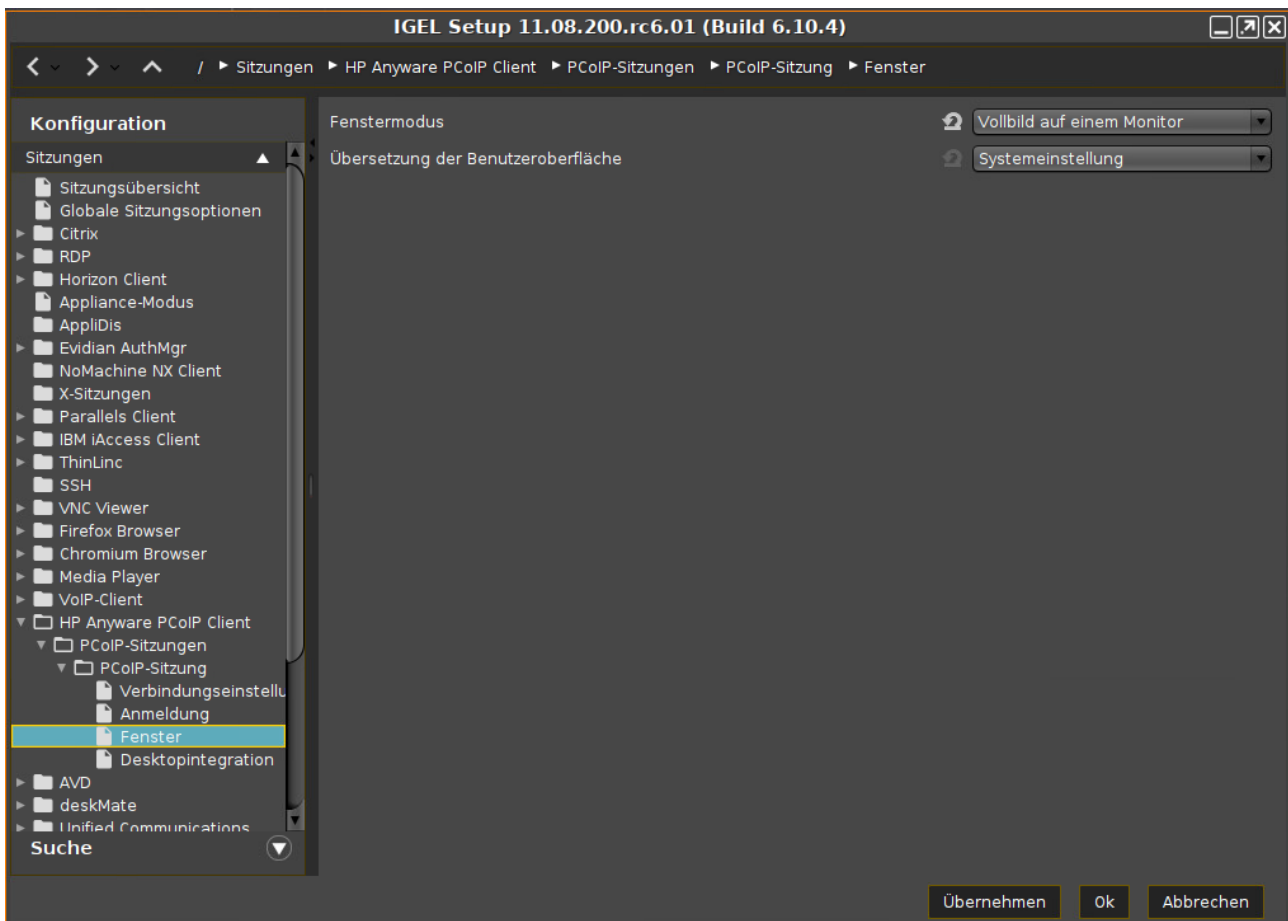 IGEL Setup 11.08.200.rc6.01 (Build 6.10.4)
/ ▸ Sitzungen ▸ HP Anyware PCoIP Client ▸ PCoIP-Sitzungen ▸ PCoIP-Sitzung ▸ Fenster
Konfiguration
Sitzungen
Sitzungsübersicht
Globale Sitzungsoptionen
Citrix
RDP
Horizon Client
Appliance-Modus
AppliDis
Evidian AuthMgr
NoMachine NX Client
X-Sitzungen
Parallels Client
IBM iAccess Client
ThinLinc
SSH
VNC Viewer
Firefox Browser
Chromium Browser
Media Player
VoIP-Client
HP Anyware PCoIP Client
PCoIP-Sitzungen
PCoIP-Sitzung
Verbindungseinstellu
Anmeldung
Fenster
Desktopintegration
AVD
deskMate
Unified Communications
Suche
Fenstermodus
Vollbild auf einem Monitor
Übersetzung der Benutzeroberfläche
Systemeinstellung
Übernehmen
Ok
Abbrechen